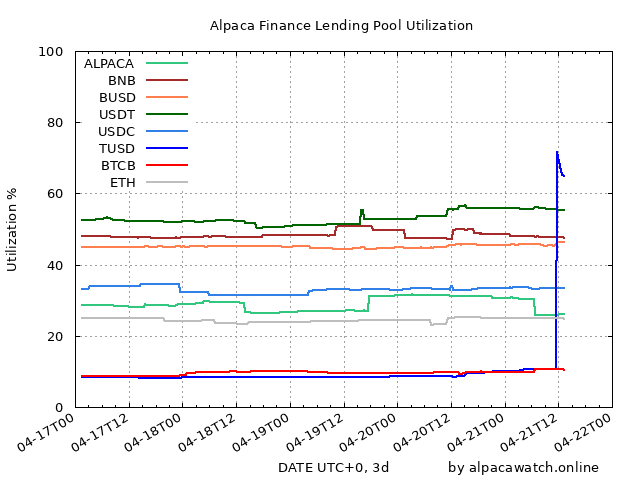 Alpaca Finance Lending Pool Utilization
100
80
60
40
20
0
Utilization %
ALPACA
BNB
BUSD
USDT
USDC
TUSD
BTCB
ETH
04-17T00
04-17T12
04-18T00
04-18T12
04-19T00
04-19T12
04-20T00
04-20T12
04-21T00
04-21T12
04-22T00
DATE UTC+0, 3d
by alpacawatch.online